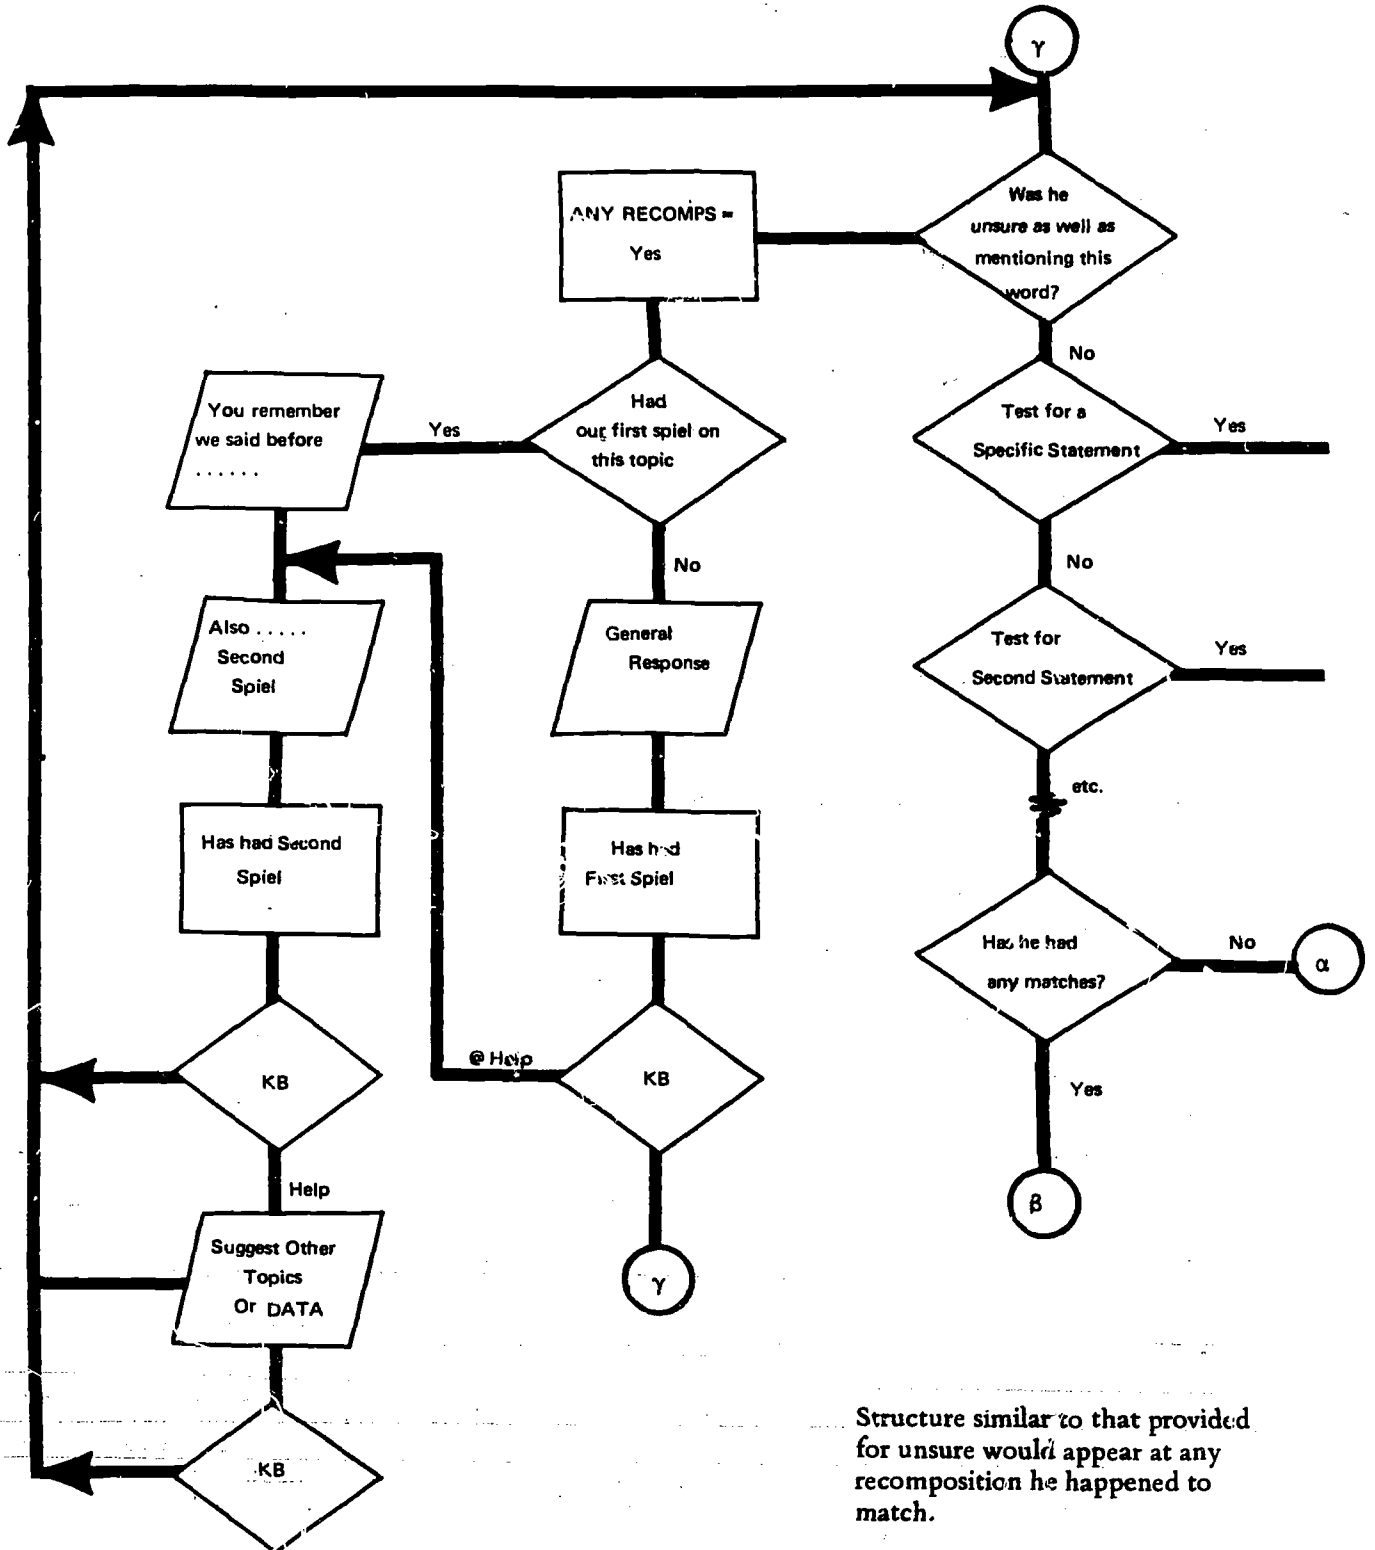 γ
Was he
unsure as well as
mentioning this
word?
ANY RECOMPS =
Yes
No
Had
our first spiel on
this topic
Yes
You remember
we said before
......
Test for a
Specific Statement
Yes
No
No
Also .....
Second
Spiel
General
Response
Test for
Second Statement
Yes
etc.
Has had Second
Spiel
Has had
First Spiel
Has he had
any matches?
No
α
@ Help
KB
KB
Yes
Help
β
Suggest Other
Topics
Or DATA
γ
KB
Structure similar to that provided
for unsure would appear at any
recomposition he happened to
match.